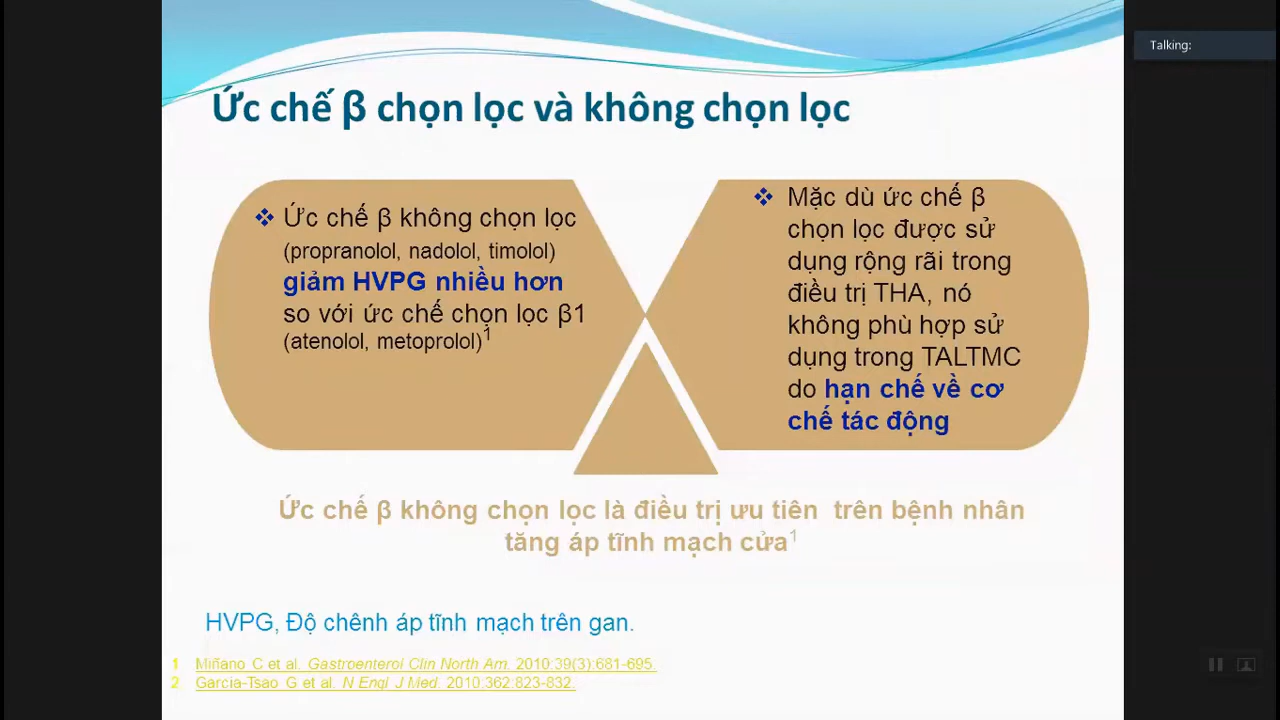 Talking:
Ức chế β chọn lọc và không chọn lọc
❖ Ức chế β không chọn lọc
(propranolol, nadolol, timolol)
giảm HVPG nhiều hơn
so với ức chế chọn lọc β1
(atenolol, metoprolol)1
❖ Mặc dù ức chế β
chọn lọc được sử
dụng rộng rãi trong
điều trị THA, nó
không phù hợp sử
dụng trong TALTMC
do hạn chế về cơ
chế tác động
Ức chế β không chọn lọc là điều trị ưu tiên trên bệnh nhân
tăng áp tĩnh mạch cửa1
HVPG, Độ chênh áp tĩnh mạch trên gan.
1 Miñano C et al. Gastroenterol Clin North Am. 2010;39(3):681-695.
2 Garcia-Tsao G et al. N Engl J Med. 2010;362:823-832.